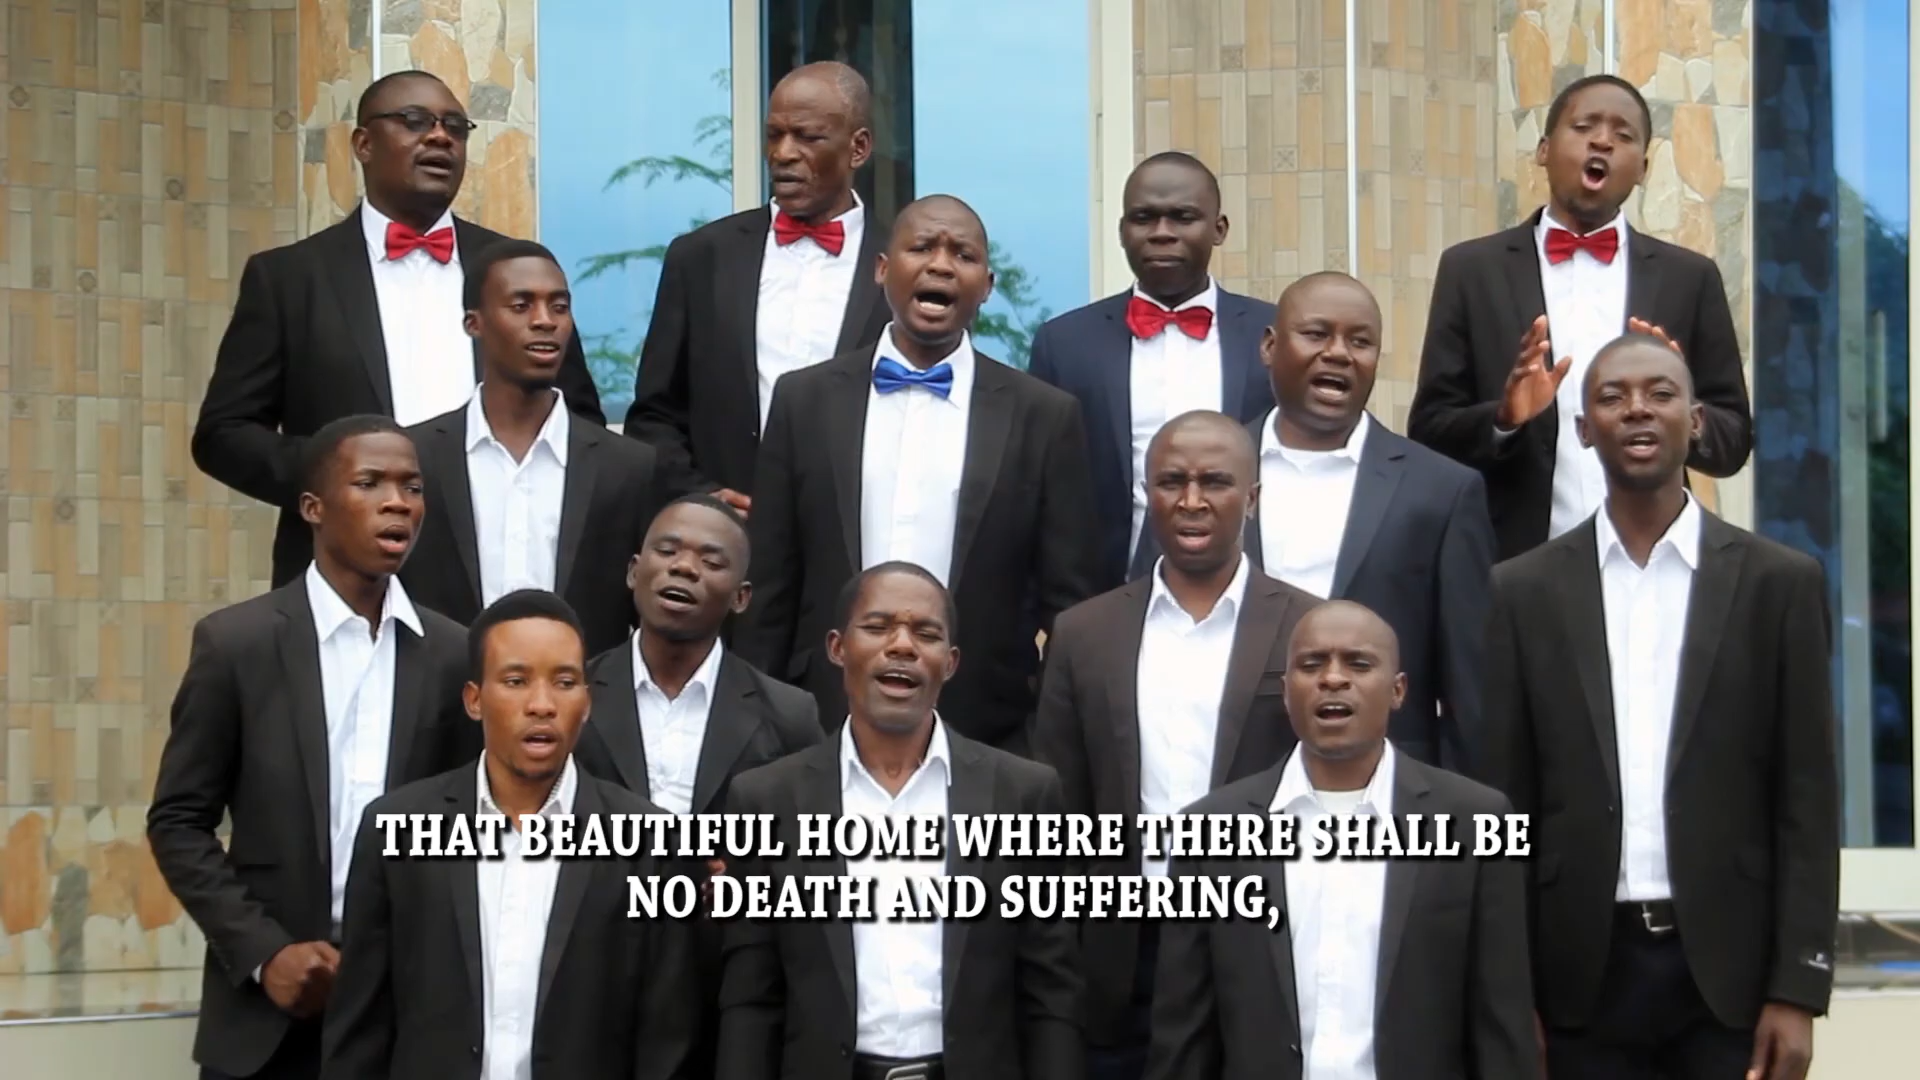 THAT BEAUTIFUL HOME WHERE THERE SHALL BE
NO DEATH AND SUFFERING,